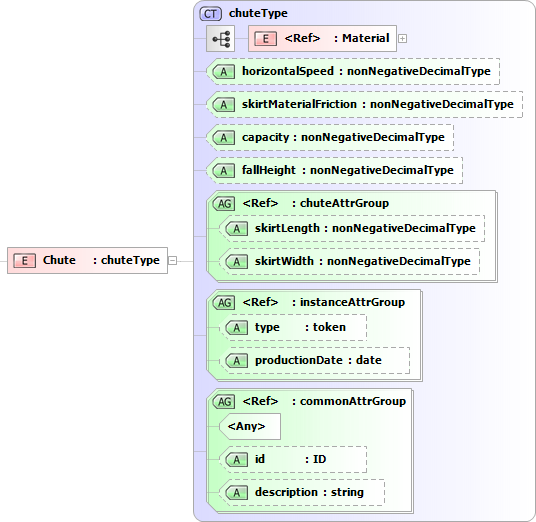 CT chuteType
E <Ref> : Material
A horizontalSpeed : nonNegativeDecimalType
A skirtMaterialFriction : nonNegativeDecimalType
A capacity : nonNegativeDecimalType
A fallHeight : nonNegativeDecimalType
AG <Ref> : chuteAttrGroup
A skirtLength : nonNegativeDecimalType
E Chute : chuteType
A skirtWidth : nonNegativeDecimalType
AG <Ref> : instanceAttrGroup
A type : token
A productionDate : date
AG <Ref> : commonAttrGroup
<Any>
A id : ID
A description : string